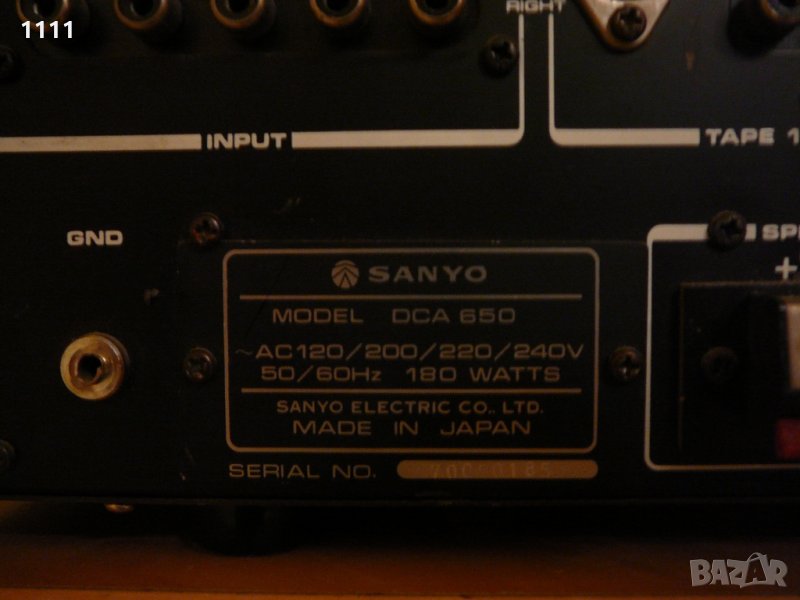 1111
RIGHT
INPUT
TAPE 1
GND
SANYO
MODEL DCA 650
~AC120/200/220/240V
50/60Hz 180 WATTS
SANYO ELECTRIC CO., LTD.
MADE IN JAPAN
SERIAL NO.
+
BAZAR